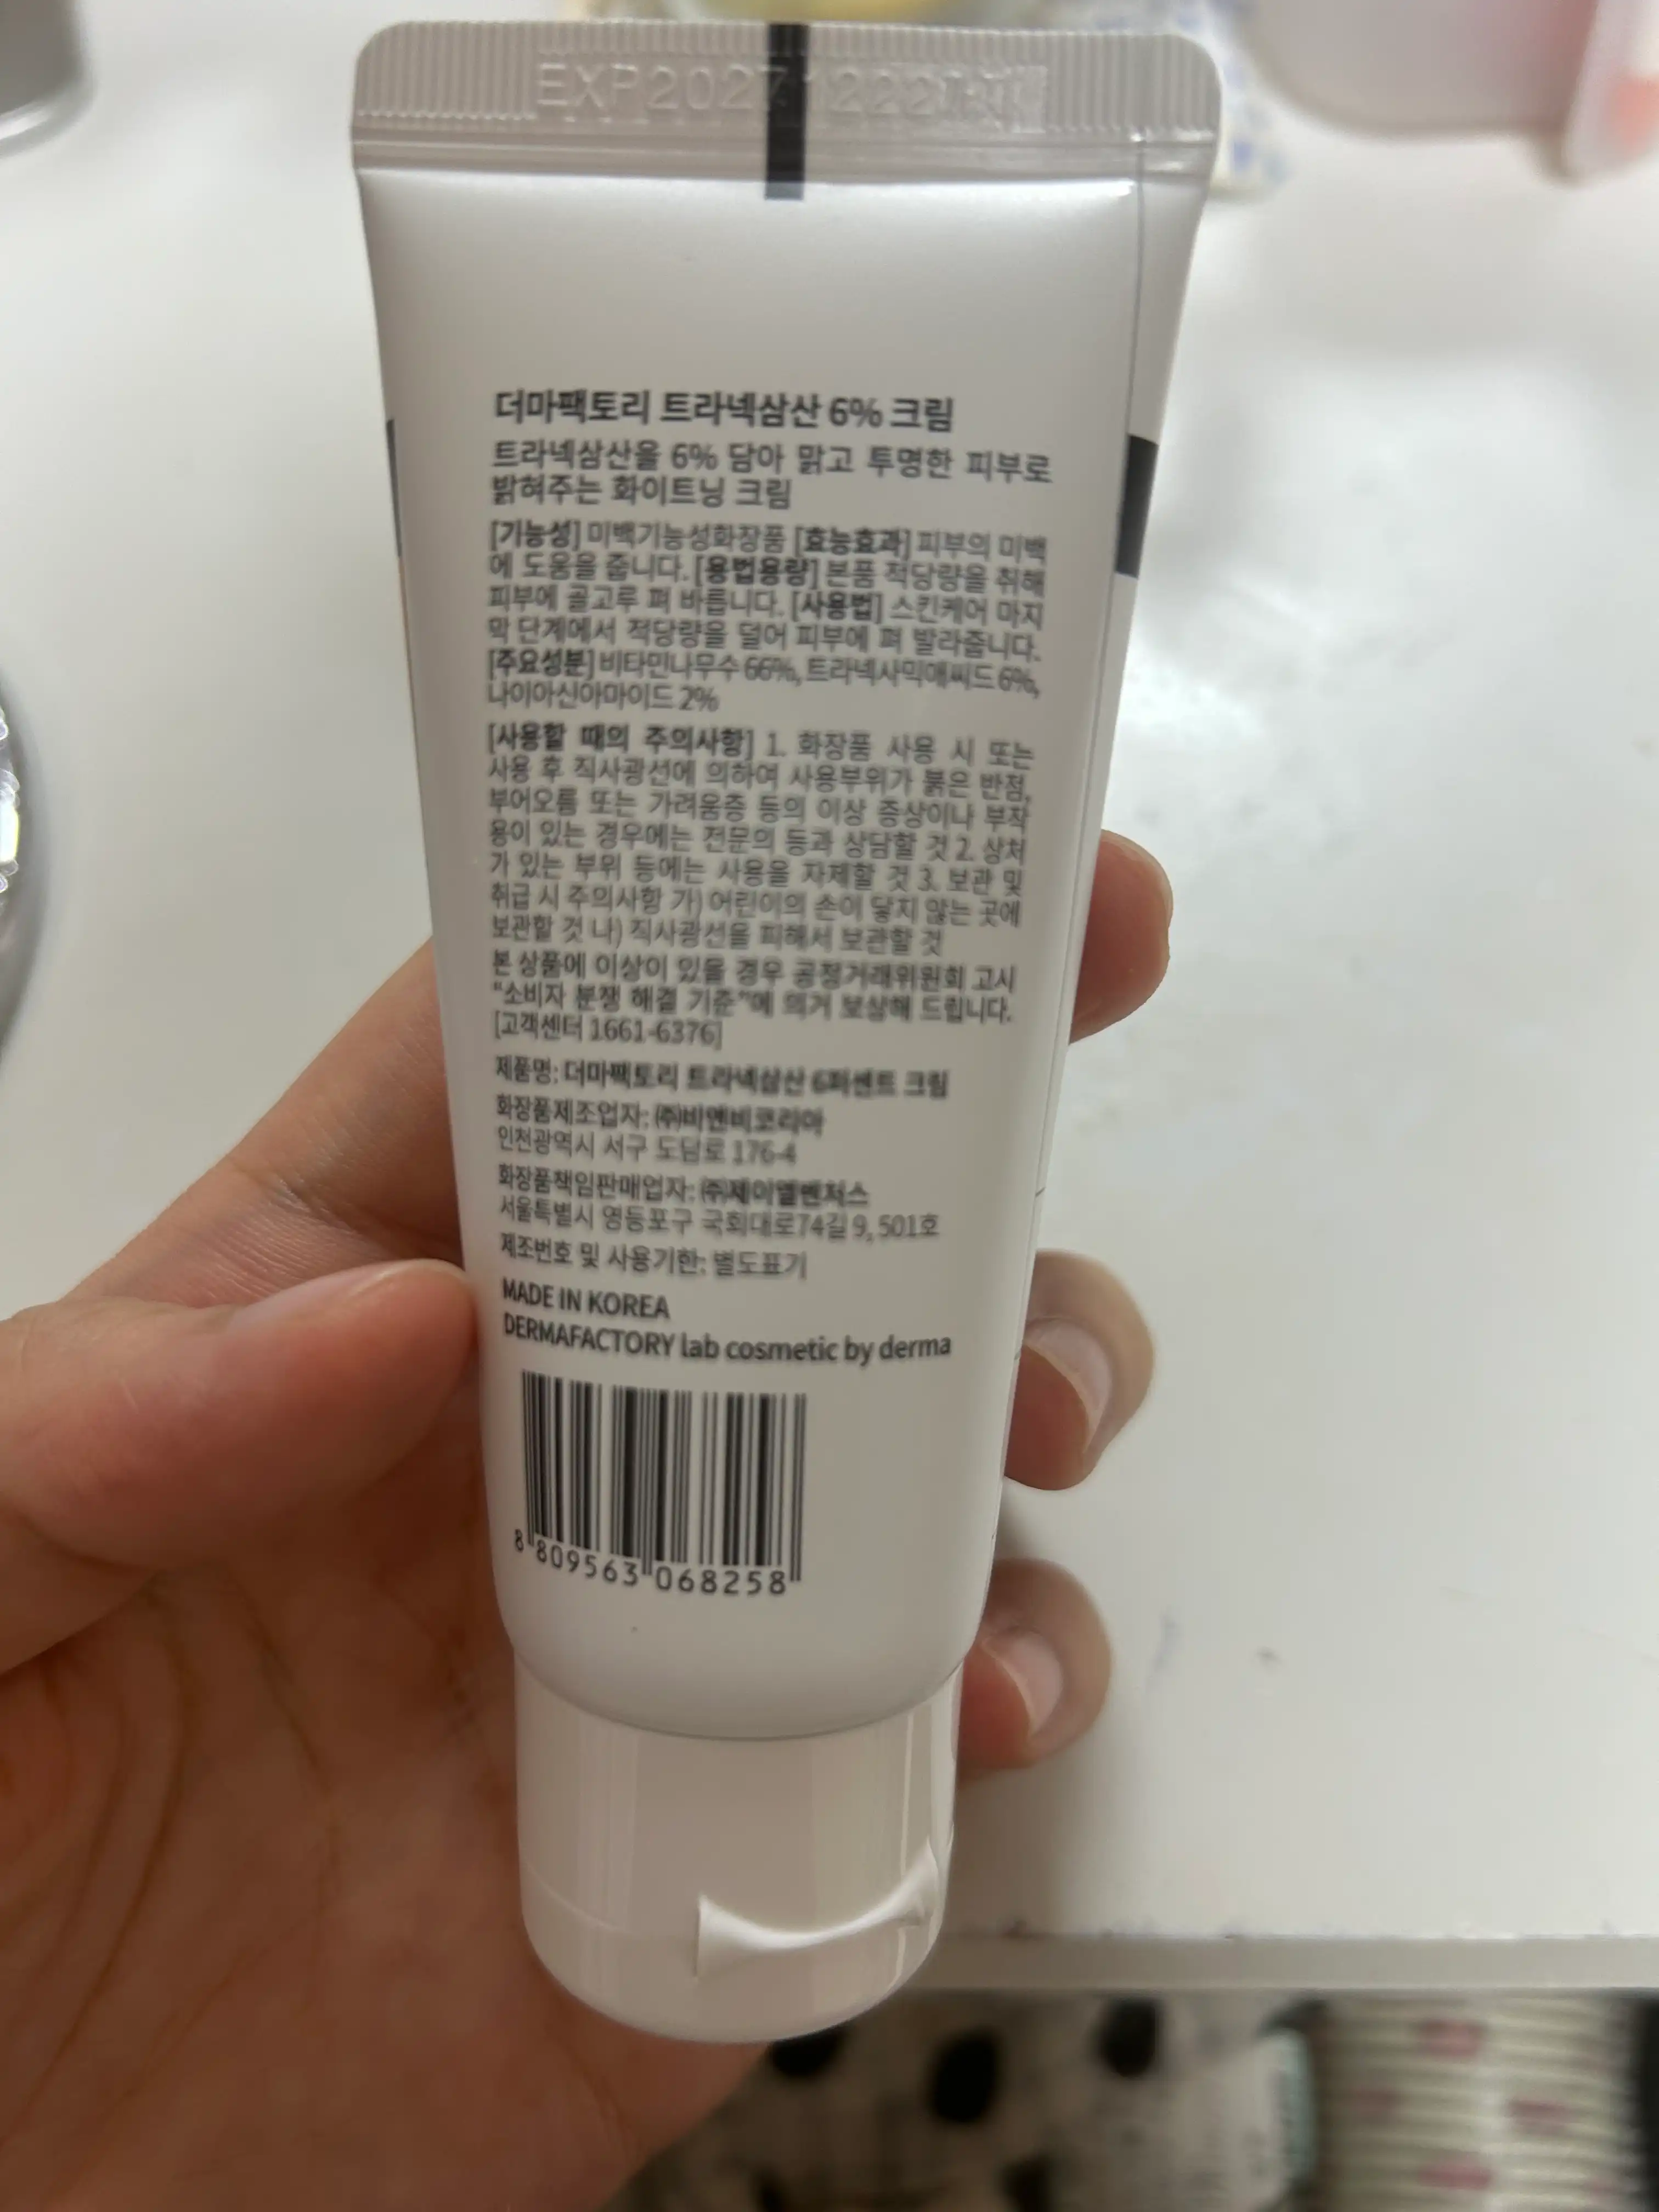 EXP20271222
더마팩토리 트라넥삼산 6% 크림
트라넥삼산을 6% 담아 맑고 투명한 피부로
밝혀주는 화이트닝 크림
[기능성] 미백기능성화장품 [효능효과] 피부의 미백
에 도움을 줍니다. [용법용량] 본품 적당량을 취해
피부에 골고루 펴 바릅니다. [사용법] 스킨케어 마지
막 단계에서 적당량을 덜어 피부에 펴 발라줍니다.
[주요성분] 비타민나무수 66%, 트라넥사믹애씨드 6%,
나이아신아마이드 2%
[사용할 때의 주의사항] 1. 화장품 사용 시 또는
사용 후 직사광선에 의하여 사용부위가 붉은 반점,
부어오름 또는 가려움증 등의 이상 증상이나 부작
용이 있는 경우에는 전문의 등과 상담할 것 2. 상처
가 있는 부위 등에는 사용을 자제할 것 3. 보관 및
취급 시 주의사항 가) 어린이의 손이 닿지 않는 곳에
보관할 것 나) 직사광선을 피해서 보관할 것
본 상품에 이상이 있을 경우 공정거래위원회 고시
“소비자 분쟁 해결 기준”에 의거 보상해 드립니다.
[고객센터 1661-6376]
제품명: 더마팩토리 트라넥삼산 6퍼센트 크림
화장품제조업자: (주)비엔비코리아
인천광역시 서구 도담로 176-4
화장품책임판매업자: (주)제이엘벤처스
서울특별시 영등포구 국회대로74길 9, 501호
제조번호 및 사용기한: 별도표기
MADE IN KOREA
DERMAFACTORY lab cosmetic by derma
8 809563 068258